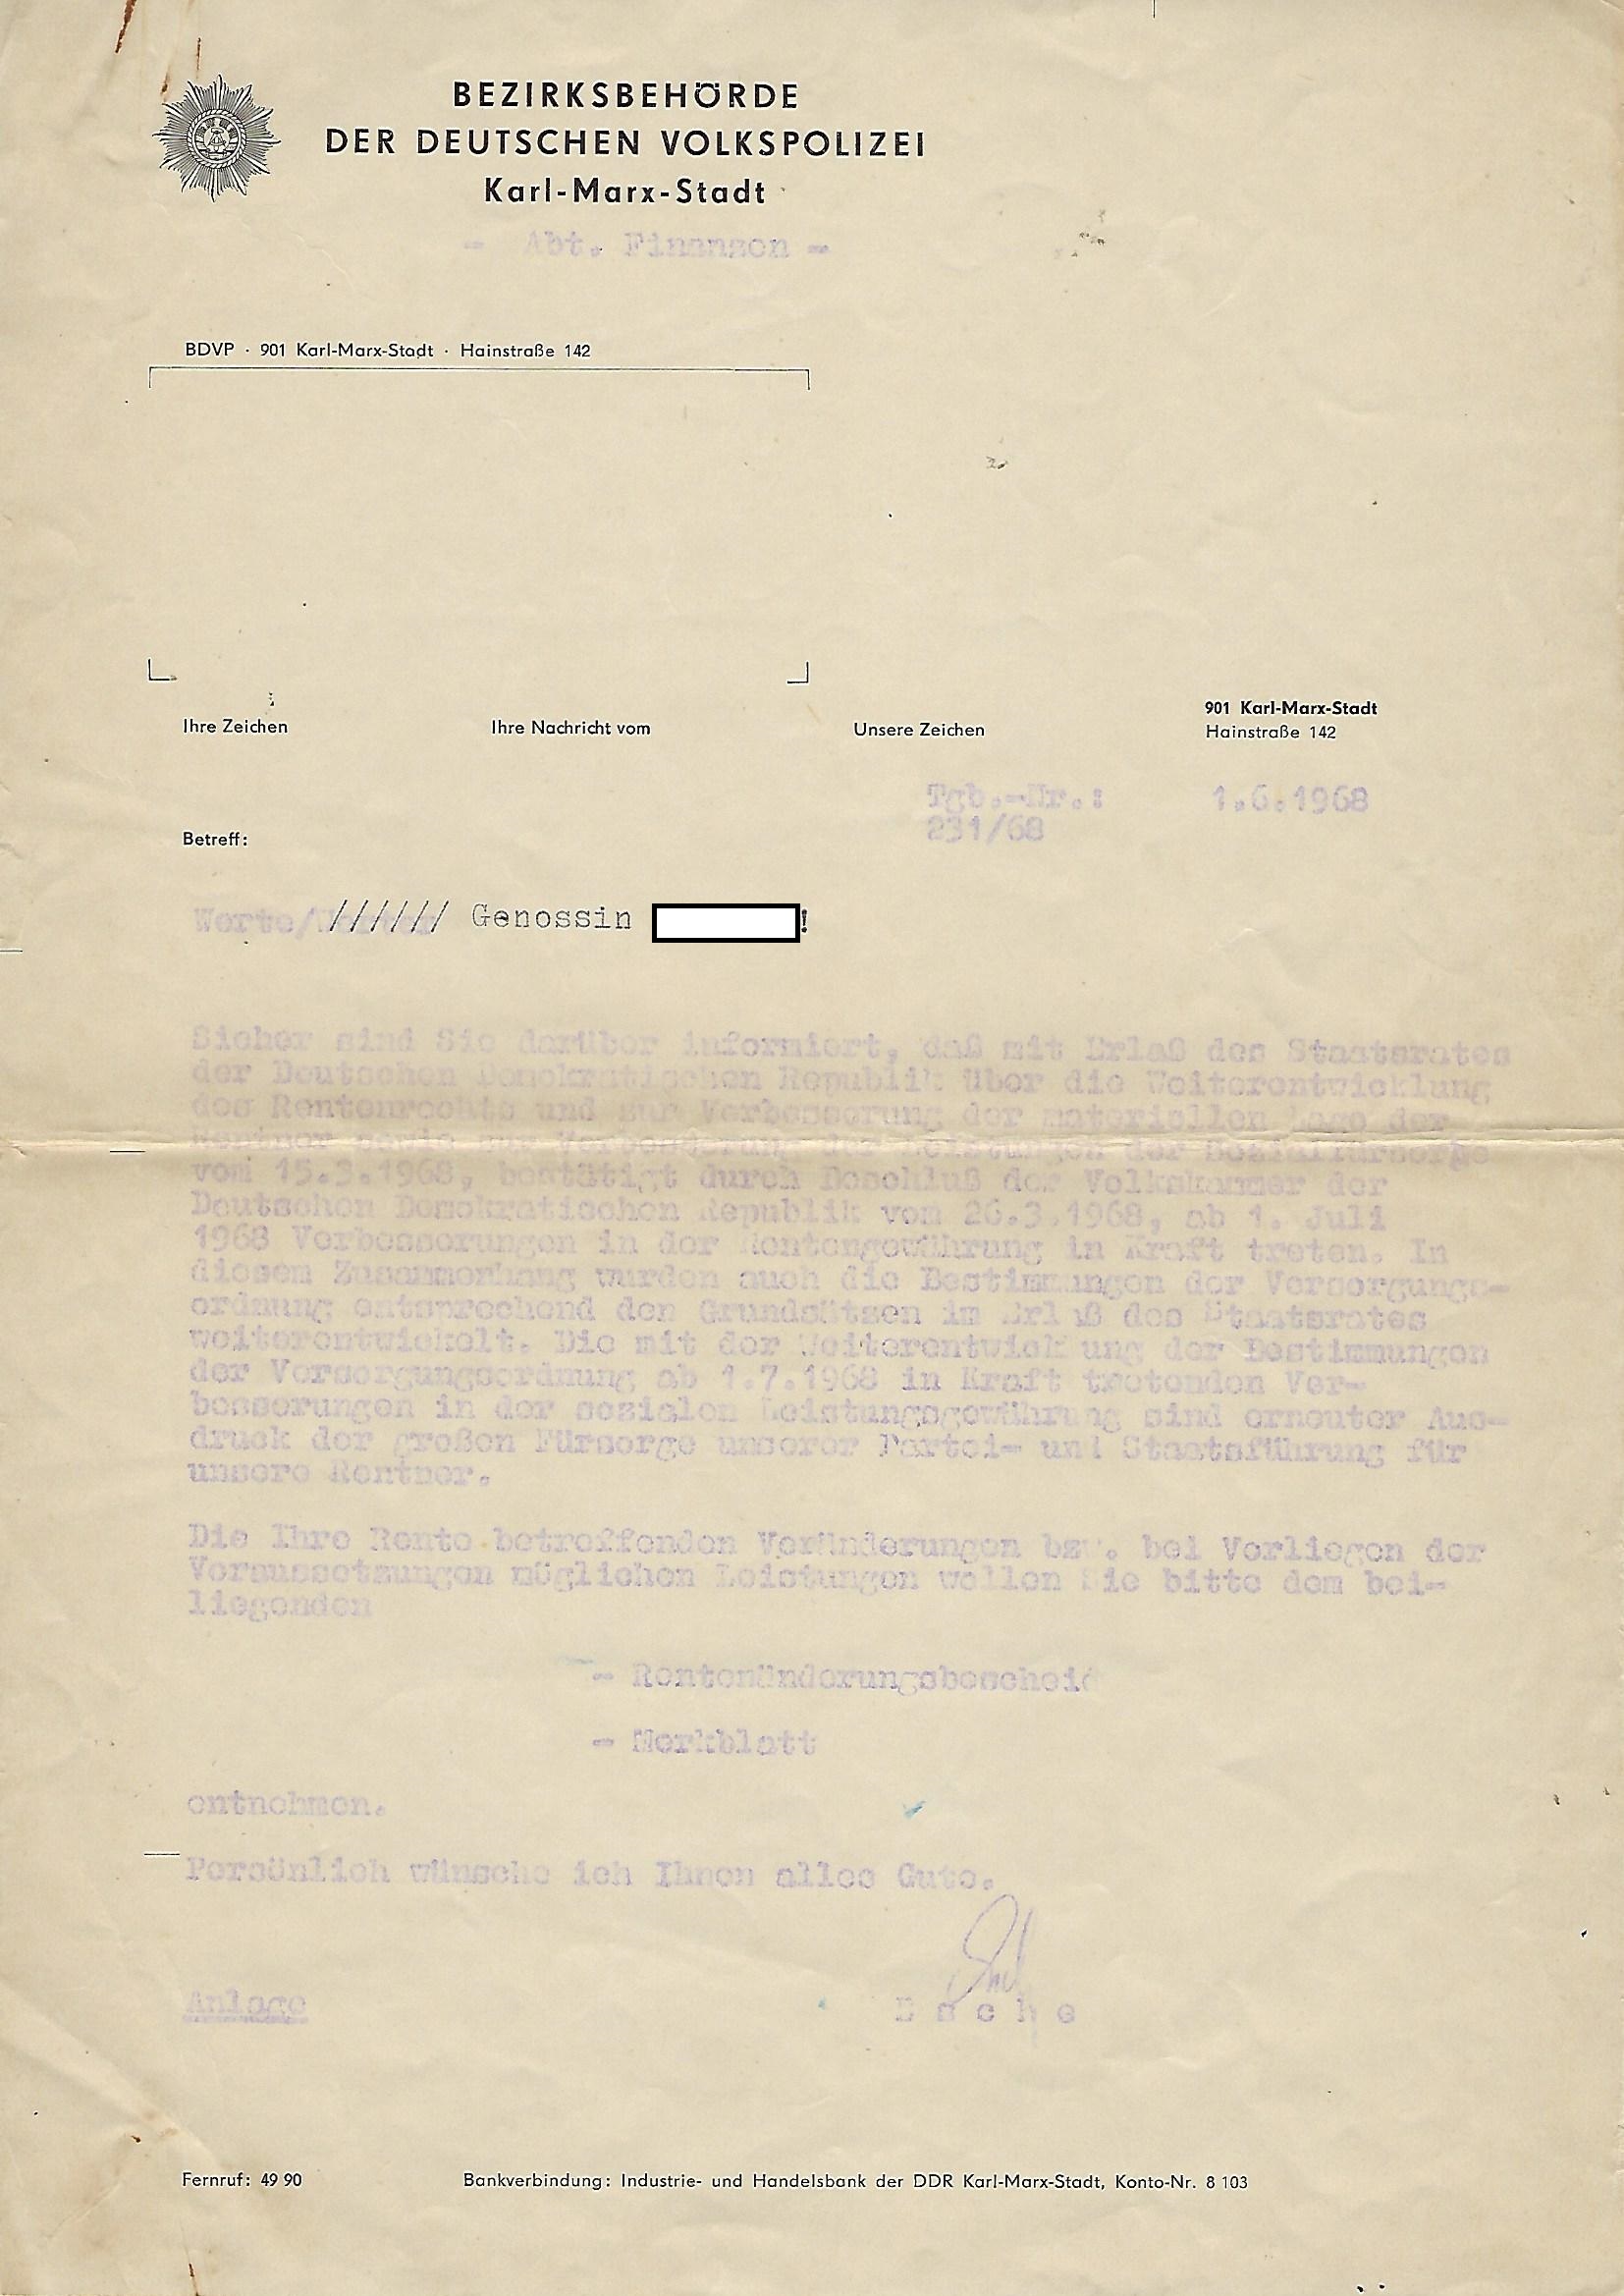 BEZIRKSBEHÖRDE
DER DEUTSCHEN VOLKSPOLIZEI
Karl-Marx-Stadt
- Abt. Finanzen -
BDVP · 901 Karl-Marx-Stadt · Hainstraße 142
Ihre Zeichen
Ihre Nachricht vom
Unsere Zeichen
901 Karl-Marx-Stadt
Hainstraße 142
Tgb.-Nr.:
231/68
1.6.1968
Betreff:
Werte/////// Genossin !
Sicher sind Sie darüber informiert, daß mit Erlaß des Staatsrates
der Deutschen Demokratischen Republik über die Weiterentwicklung
des Rentenrechts und zur Verbesserung der materiellen Lage der
Rentner sowie zur Verbesserung der Leistungen der Sozialfürsorge
vom 15.3.1968, bestätigt durch Beschluß der Volkskammer der
Deutschen Demokratischen Republik vom 26.3.1968, ab 1. Juli
1968 Verbesserungen in der Rentengewährung in Kraft treten. In
diesem Zusammenhang wurden auch die Bestimmungen der Versorgungs-
ordnung entsprechend den Grundsätzen im Erlaß des Staatsrates
weiterentwickelt. Die mit der Weiterentwicklung der Bestimmungen
der Versorgungsordnung ab 1.7.1968 in Kraft tretenden Ver-
besserungen in der sozialen Leistungsgewährung sind erneuter Aus-
druck der großen Fürsorge unserer Partei- und Staatsführung für
unsere Rentner.
Die Ihre Rente betreffenden Veränderungen bzw. bei Vorliegen der
Voraussetzungen möglichen Leistungen wollen Sie bitte dem bei-
liegenden
- Rentenänderungsbescheid
- Merkblatt
entnehmen.
Persönlich wünsche ich Ihnen alles Gute.
Anlage
Fernruf: 49 90
Bankverbindung: Industrie- und Handelsbank der DDR Karl-Marx-Stadt, Konto-Nr. 8 103